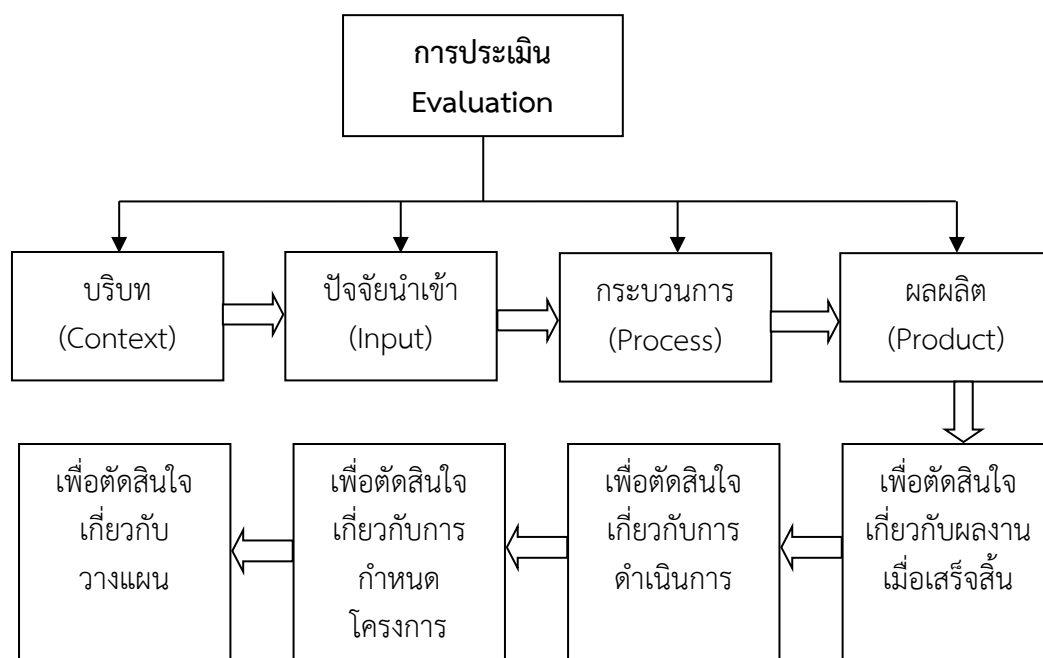 การประเมิน
Evaluation
บริบท
(Context)
ปัจจัยนำเข้า
(Input)
กระบวนการ
(Process)
ผลผลิต
(Product)
เพื่อตัดสินใจ
เกี่ยวกับ
วางแผน
เพื่อตัดสินใจ
เกี่ยวกับการ
กำหนด
โครงการ
เพื่อตัดสินใจ
เกี่ยวกับการ
ดำเนินการ
เพื่อตัดสินใจ
เกี่ยวกับผลงาน
เมื่อเสร็จสิ้น